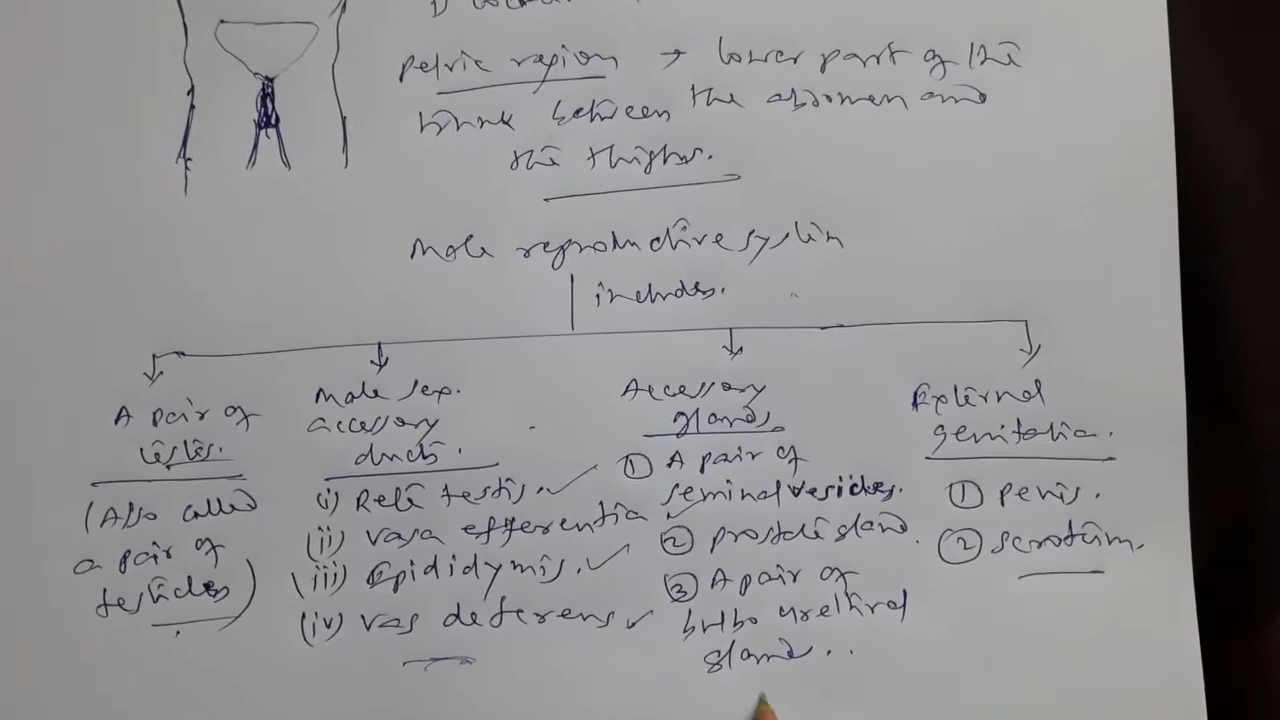 Pelvic region → lower part of the
trunk between the abdomen and
the thighs.
Male reproductive system
includes.
A pair of
testes.
(Also called
a pair of
testicles)
Male sex.
accessory
ducts.
(i) Rete testis.
(ii) vasa efferentia
(iii) Epididymis.
(iv) vas deferens
Accessory
glands.
① A pair of
seminal vesicles.
② prostate gland.
③ A pair of
bulbo urethral
gland..
External
genitalia.
① penis.
② scrotum.